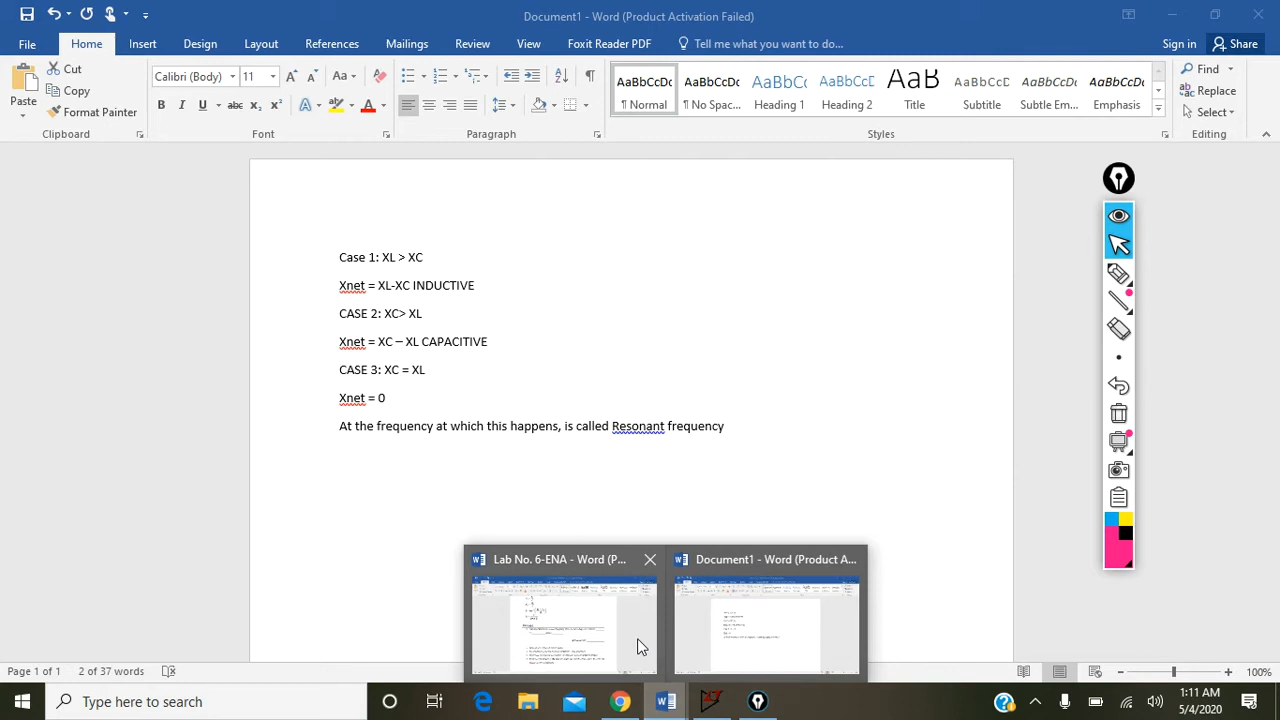 Document1 - Word (Product Activation Failed)
File Home Insert Design Layout References Mailings Review View Foxit Reader PDF Tell me what you want to do... Sign in Share
Paste
Cut
Copy
Format Painter
Clipboard
Calibri (Body) 11
Font
Paragraph
AaBbCcDc AaBbCcDc AaBbCc AaBbCcC AaB AaBbCcDc AaBbCcDc AaBbCcDc
¶ Normal ¶ No Spac... Heading 1 Heading 2 Title Subtitle Subtle Em... Emphasis
Styles
Find
Replace
Select
Editing
Case 1: XL > XC
Xnet = XL-XC INDUCTIVE
CASE 2: XC> XL
Xnet = XC – XL CAPACITIVE
CASE 3: XC = XL
Xnet = 0
At the frequency at which this happens, is called Resonant frequency
Lab No. 6-ENA - Word (P...
Document1 - Word (Product A...
Page 1 of 1 2 of 37 words
100%
Type here to search
1:11 AM
5/4/2020